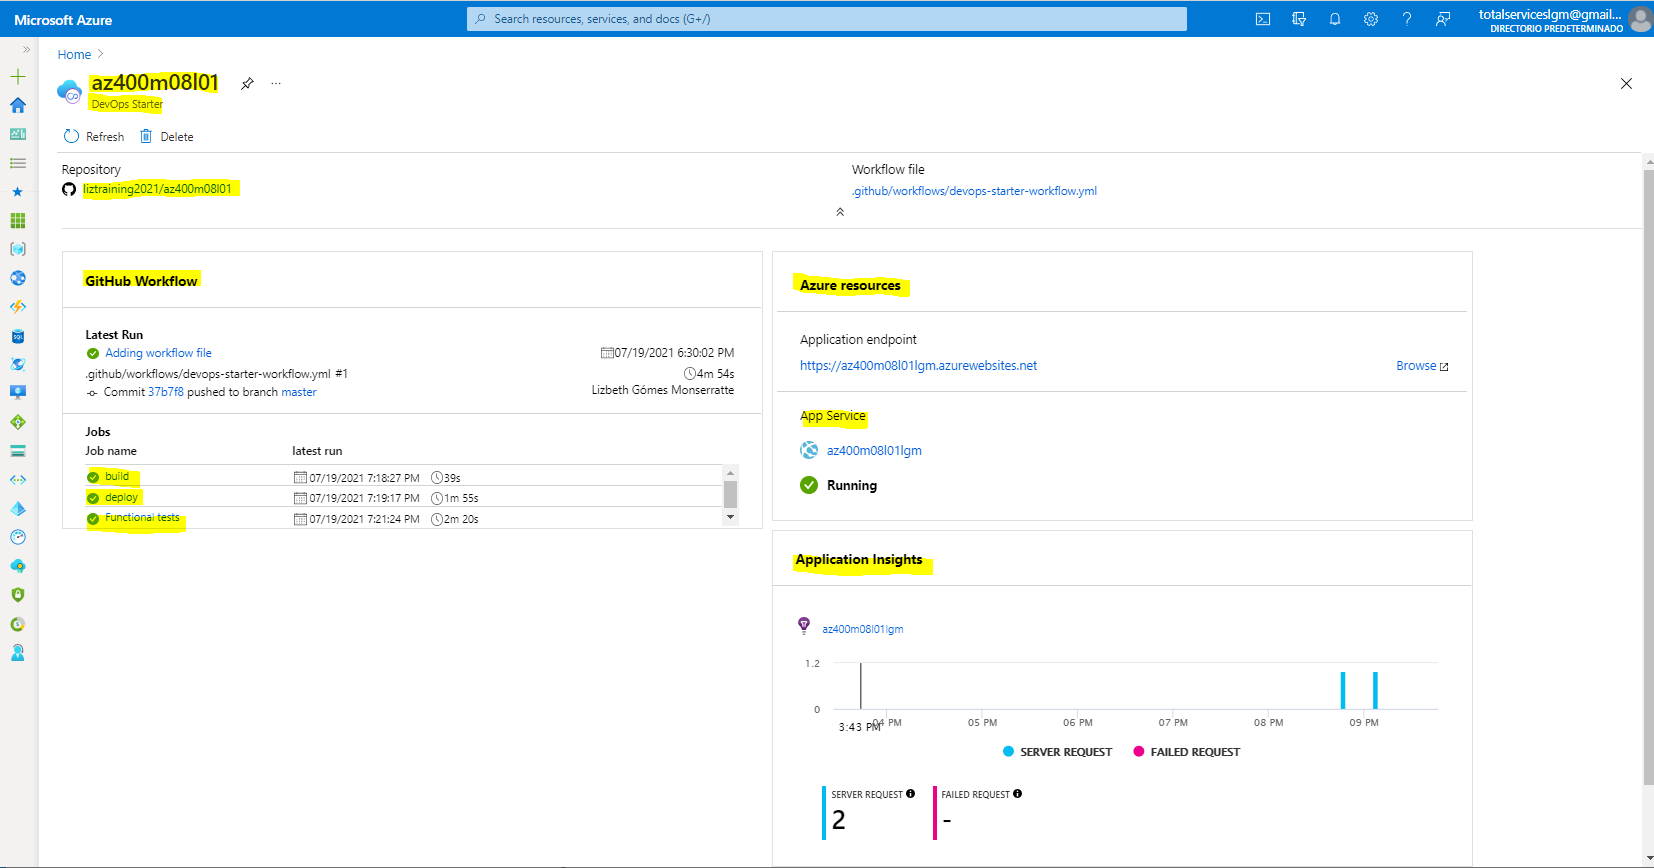 Microsoft Azure
Search resources, services, and docs (G+/)
totalserviceslgm@gmail...
DIRECTORIO PREDETERMINADO
Home
az400m08l01
...
DevOps Starter
Refresh
Delete
Repository
liztraining2021/az400m08l01
Workflow file
.github/workflows/devops-starter-workflow.yml
GitHub Workflow
Latest Run
Adding workflow file
07/19/2021 6:30:02 PM
.github/workflows/devops-starter-workflow.yml #1
4m 54s
Commit 37b7f8 pushed to branch master
Lizbeth Gómes Monserratte
Jobs
Job name
latest run
build
07/19/2021 7:18:27 PM
39s
deploy
07/19/2021 7:19:17 PM
1m 55s
Functional tests
07/19/2021 7:21:24 PM
2m 20s
Azure resources
Application endpoint
https://az400m08l01lgm.azurewebsites.net
Browse
App Service
az400m08l01lgm
Running
Application Insights
az400m08l01lgm
1.2
0
3:43 PM
04 PM
05 PM
06 PM
07 PM
08 PM
09 PM
SERVER REQUEST
FAILED REQUEST
SERVER REQUEST
2
FAILED REQUEST
-